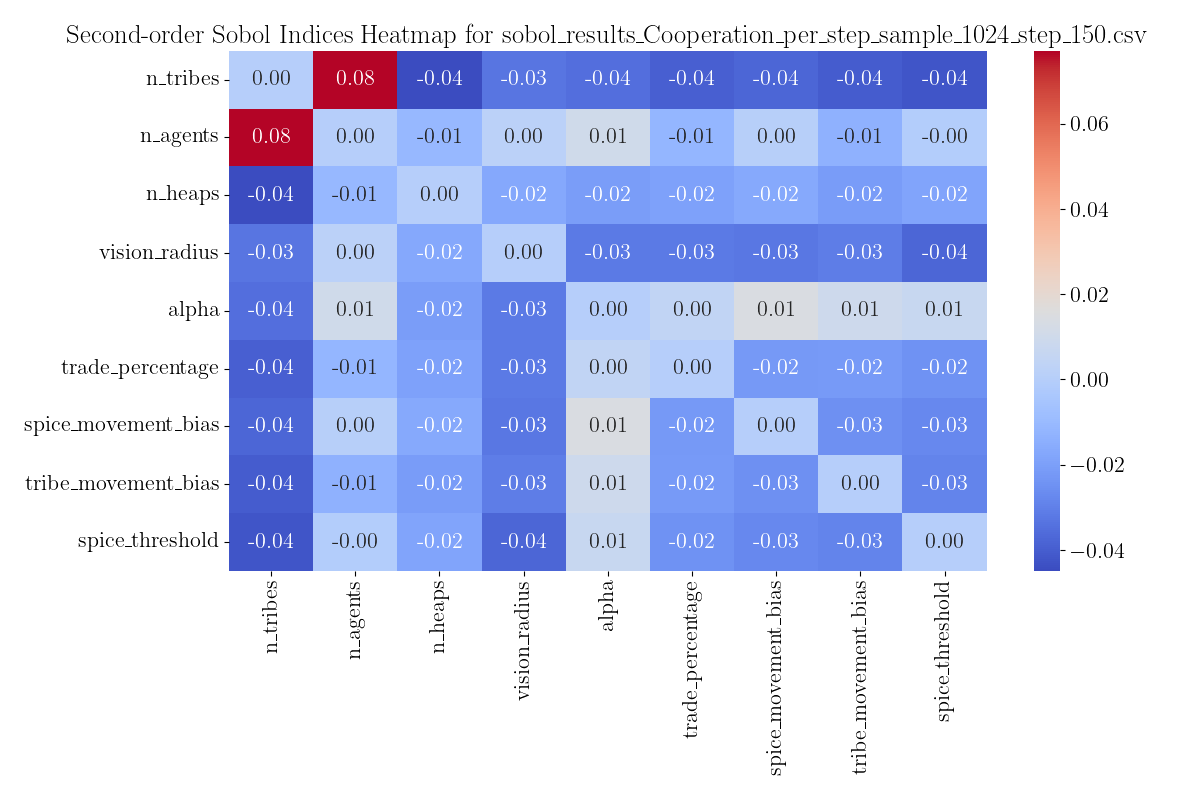 Second-order Sobol Indices Heatmap for sobol_results_Cooperation_per_step_sample_1024_step_150.csv
n_tribes 0.00 0.08 -0.04 -0.03 -0.04 -0.04 -0.04 -0.04 -0.04
n_agents 0.08 0.00 -0.01 0.00 0.01 -0.01 0.00 -0.01 -0.00
n_heaps -0.04 -0.01 0.00 -0.02 -0.02 -0.02 -0.02 -0.02 -0.02
vision_radius -0.03 0.00 -0.02 0.00 -0.03 -0.03 -0.03 -0.03 -0.04
alpha -0.04 0.01 -0.02 -0.03 0.00 0.00 0.01 0.01 0.01
trade_percentage -0.04 -0.01 -0.02 -0.03 0.00 0.00 -0.02 -0.02 -0.02
spice_movement_bias -0.04 0.00 -0.02 -0.03 0.01 -0.02 0.00 -0.03 -0.03
tribe_movement_bias -0.04 -0.01 -0.02 -0.03 0.01 -0.02 -0.03 0.00 -0.03
spice_threshold -0.04 -0.00 -0.02 -0.04 0.01 -0.02 -0.03 -0.03 0.00
n_tribes
n_agents
n_heaps
vision_radius
alpha
trade_percentage
spice_movement_bias
tribe_movement_bias
spice_threshold
0.06
0.04
0.02
0.00
−0.02
−0.04